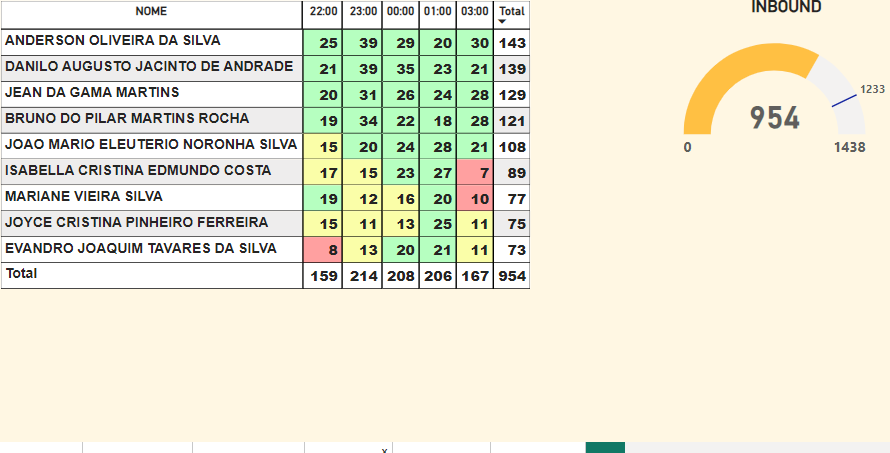 NOME 22:00 23:00 00:00 01:00 03:00 Total
ANDERSON OLIVEIRA DA SILVA 25 39 29 20 30 143
DANILO AUGUSTO JACINTO DE ANDRADE 21 39 35 23 21 139
JEAN DA GAMA MARTINS 20 31 26 24 28 129
BRUNO DO PILAR MARTINS ROCHA 19 34 22 18 28 121
JOAO MARIO ELEUTERIO NORONHA SILVA 15 20 24 28 21 108
ISABELLA CRISTINA EDMUNDO COSTA 17 15 23 27 7 89
MARIANE VIEIRA SILVA 19 12 16 20 10 77
JOYCE CRISTINA PINHEIRO FERREIRA 15 11 13 25 11 75
EVANDRO JOAQUIM TAVARES DA SILVA 8 13 20 21 11 73
Total 159 214 208 206 167 954
INBOUND
1233
954
0 1438
x